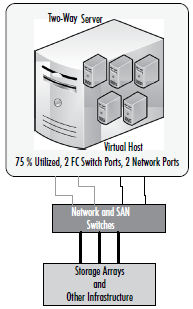 Two-Way Server
Virtual Host
75 % Utilized, 2 FC Switch Ports, 2 Network Ports
Network and SAN
Switches
Storage Arrays
and
Other Infrastructure